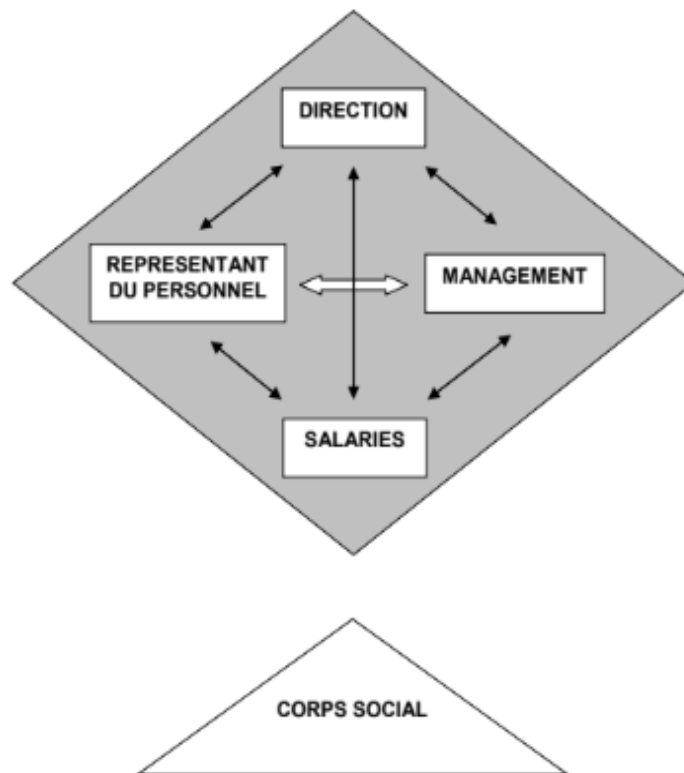 DIRECTION
REPRESENTANT
DU PERSONNEL
MANAGEMENT
SALARIES
CORPS SOCIAL